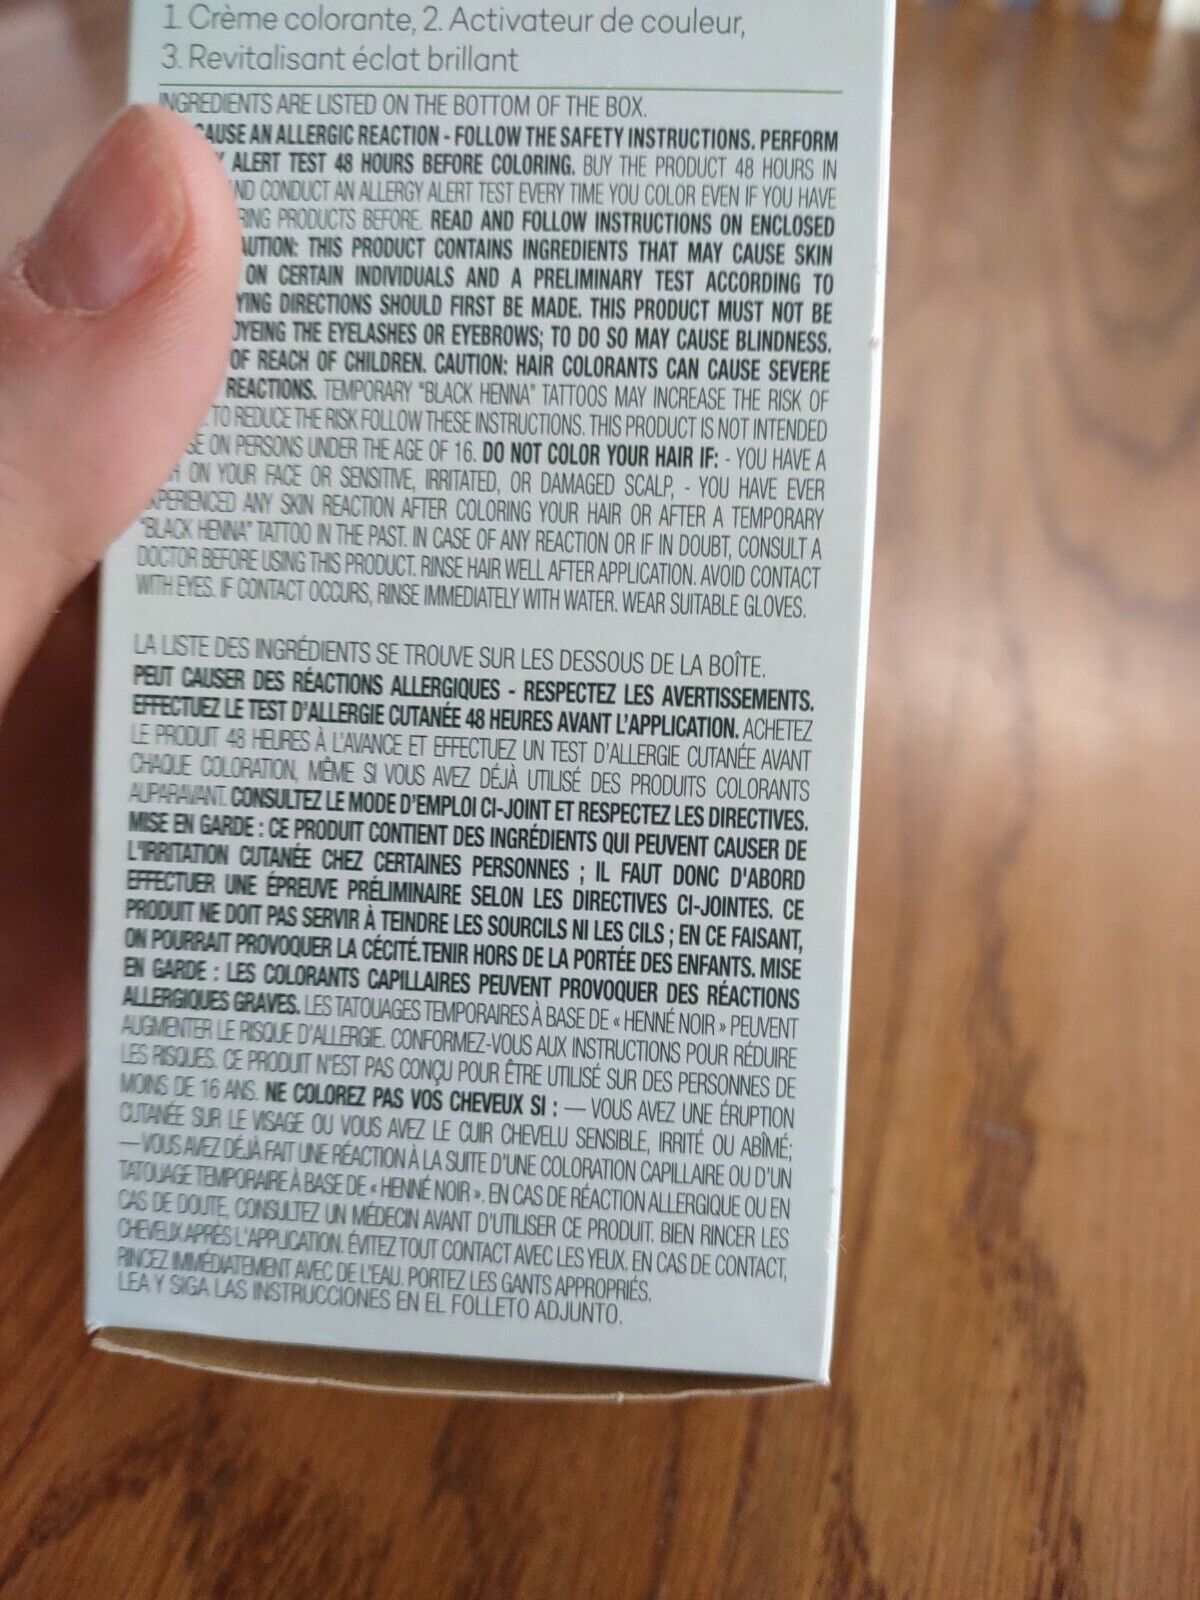 1. Crème colorante, 2. Activateur de couleur,
3. Revitalisant éclat brillant
INGREDIENTS ARE LISTED ON THE BOTTOM OF THE BOX.
CAUSE AN ALLERGIC REACTION - FOLLOW THE SAFETY INSTRUCTIONS. PERFORM
ALERT TEST 48 HOURS BEFORE COLORING. BUY THE PRODUCT 48 HOURS IN
AND CONDUCT AN ALLERGY ALERT TEST EVERY TIME YOU COLOR EVEN IF YOU HAVE
PRODUCTS BEFORE. READ AND FOLLOW INSTRUCTIONS ON ENCLOSED
CAUTION: THIS PRODUCT CONTAINS INGREDIENTS THAT MAY CAUSE SKIN
ON CERTAIN INDIVIDUALS AND A PRELIMINARY TEST ACCORDING TO
DIRECTIONS SHOULD FIRST BE MADE. THIS PRODUCT MUST NOT BE
DYEING THE EYELASHES OR EYEBROWS; TO DO SO MAY CAUSE BLINDNESS.
OF REACH OF CHILDREN. CAUTION: HAIR COLORANTS CAN CAUSE SEVERE
REACTIONS. TEMPORARY "BLACK HENNA" TATTOOS MAY INCREASE THE RISK OF
TO REDUCE THE RISK FOLLOW THESE INSTRUCTIONS. THIS PRODUCT IS NOT INTENDED
ON PERSONS UNDER THE AGE OF 16. DO NOT COLOR YOUR HAIR IF: - YOU HAVE A
ON YOUR FACE OR SENSITIVE, IRRITATED, OR DAMAGED SCALP, - YOU HAVE EVER
EXPERIENCED ANY SKIN REACTION AFTER COLORING YOUR HAIR OR AFTER A TEMPORARY
"BLACK HENNA" TATTOO IN THE PAST. IN CASE OF ANY REACTION OR IF IN DOUBT, CONSULT A
DOCTOR BEFORE USING THIS PRODUCT. RINSE HAIR WELL AFTER APPLICATION. AVOID CONTACT
WITH EYES. IF CONTACT OCCURS, RINSE IMMEDIATELY WITH WATER. WEAR SUITABLE GLOVES.
LA LISTE DES INGRÉDIENTS SE TROUVE SUR LES DESSOUS DE LA BOÎTE.
PEUT CAUSER DES RÉACTIONS ALLERGIQUES - RESPECTEZ LES AVERTISSEMENTS.
EFFECTUEZ LE TEST D'ALLERGIE CUTANÉE 48 HEURES AVANT L'APPLICATION. ACHETEZ
LE PRODUIT 48 HEURES À L'AVANCE ET EFFECTUEZ UN TEST D'ALLERGIE CUTANÉE AVANT
CHAQUE COLORATION, MÊME SI VOUS AVEZ DÉJÀ UTILISÉ DES PRODUITS COLORANTS
AUPARAVANT. CONSULTEZ LE MODE D'EMPLOI CI-JOINT ET RESPECTEZ LES DIRECTIVES.
MISE EN GARDE : CE PRODUIT CONTIENT DES INGRÉDIENTS QUI PEUVENT CAUSER DE
L'IRRITATION CUTANÉE CHEZ CERTAINES PERSONNES ; IL FAUT DONC D'ABORD
EFFECTUER UNE ÉPREUVE PRÉLIMINAIRE SELON LES DIRECTIVES CI-JOINTES. CE
PRODUIT NE DOIT PAS SERVIR À TEINDRE LES SOURCILS NI LES CILS ; EN CE FAISANT,
ON POURRAIT PROVOQUER LA CÉCITÉ.TENIR HORS DE LA PORTÉE DES ENFANTS. MISE
EN GARDE : LES COLORANTS CAPILLAIRES PEUVENT PROVOQUER DES RÉACTIONS
ALLERGIQUES GRAVES. LES TATOUAGES TEMPORAIRES À BASE DE « HENNÉ NOIR » PEUVENT
AUGMENTER LE RISQUE D'ALLERGIE. CONFORMEZ-VOUS AUX INSTRUCTIONS POUR RÉDUIRE
LES RISQUES. CE PRODUIT N'EST PAS CONÇU POUR ÊTRE UTILISÉ SUR DES PERSONNES DE
MOINS DE 16 ANS. NE COLOREZ PAS VOS CHEVEUX SI : — VOUS AVEZ UNE ÉRUPTION
CUTANÉE SUR LE VISAGE OU VOUS AVEZ LE CUIR CHEVELU SENSIBLE, IRRITÉ OU ABÎMÉ;
— VOUS AVEZ DÉJÀ FAIT UNE RÉACTION À LA SUITE D'UNE COLORATION CAPILLAIRE OU D'UN
TATOUAGE TEMPORAIRE À BASE DE « HENNÉ NOIR ». EN CAS DE RÉACTION ALLERGIQUE OU EN
CAS DE DOUTE, CONSULTEZ UN MÉDECIN AVANT D'UTILISER CE PRODUIT. BIEN RINCER LES
CHEVEUX APRÈS L'APPLICATION. ÉVITEZ TOUT CONTACT AVEC LES YEUX. EN CAS DE CONTACT,
RINCEZ IMMÉDIATEMENT AVEC DE L'EAU. PORTEZ LES GANTS APPROPRIÉS.
LEA Y SIGA LAS INSTRUCCIONES EN EL FOLLETO ADJUNTO.